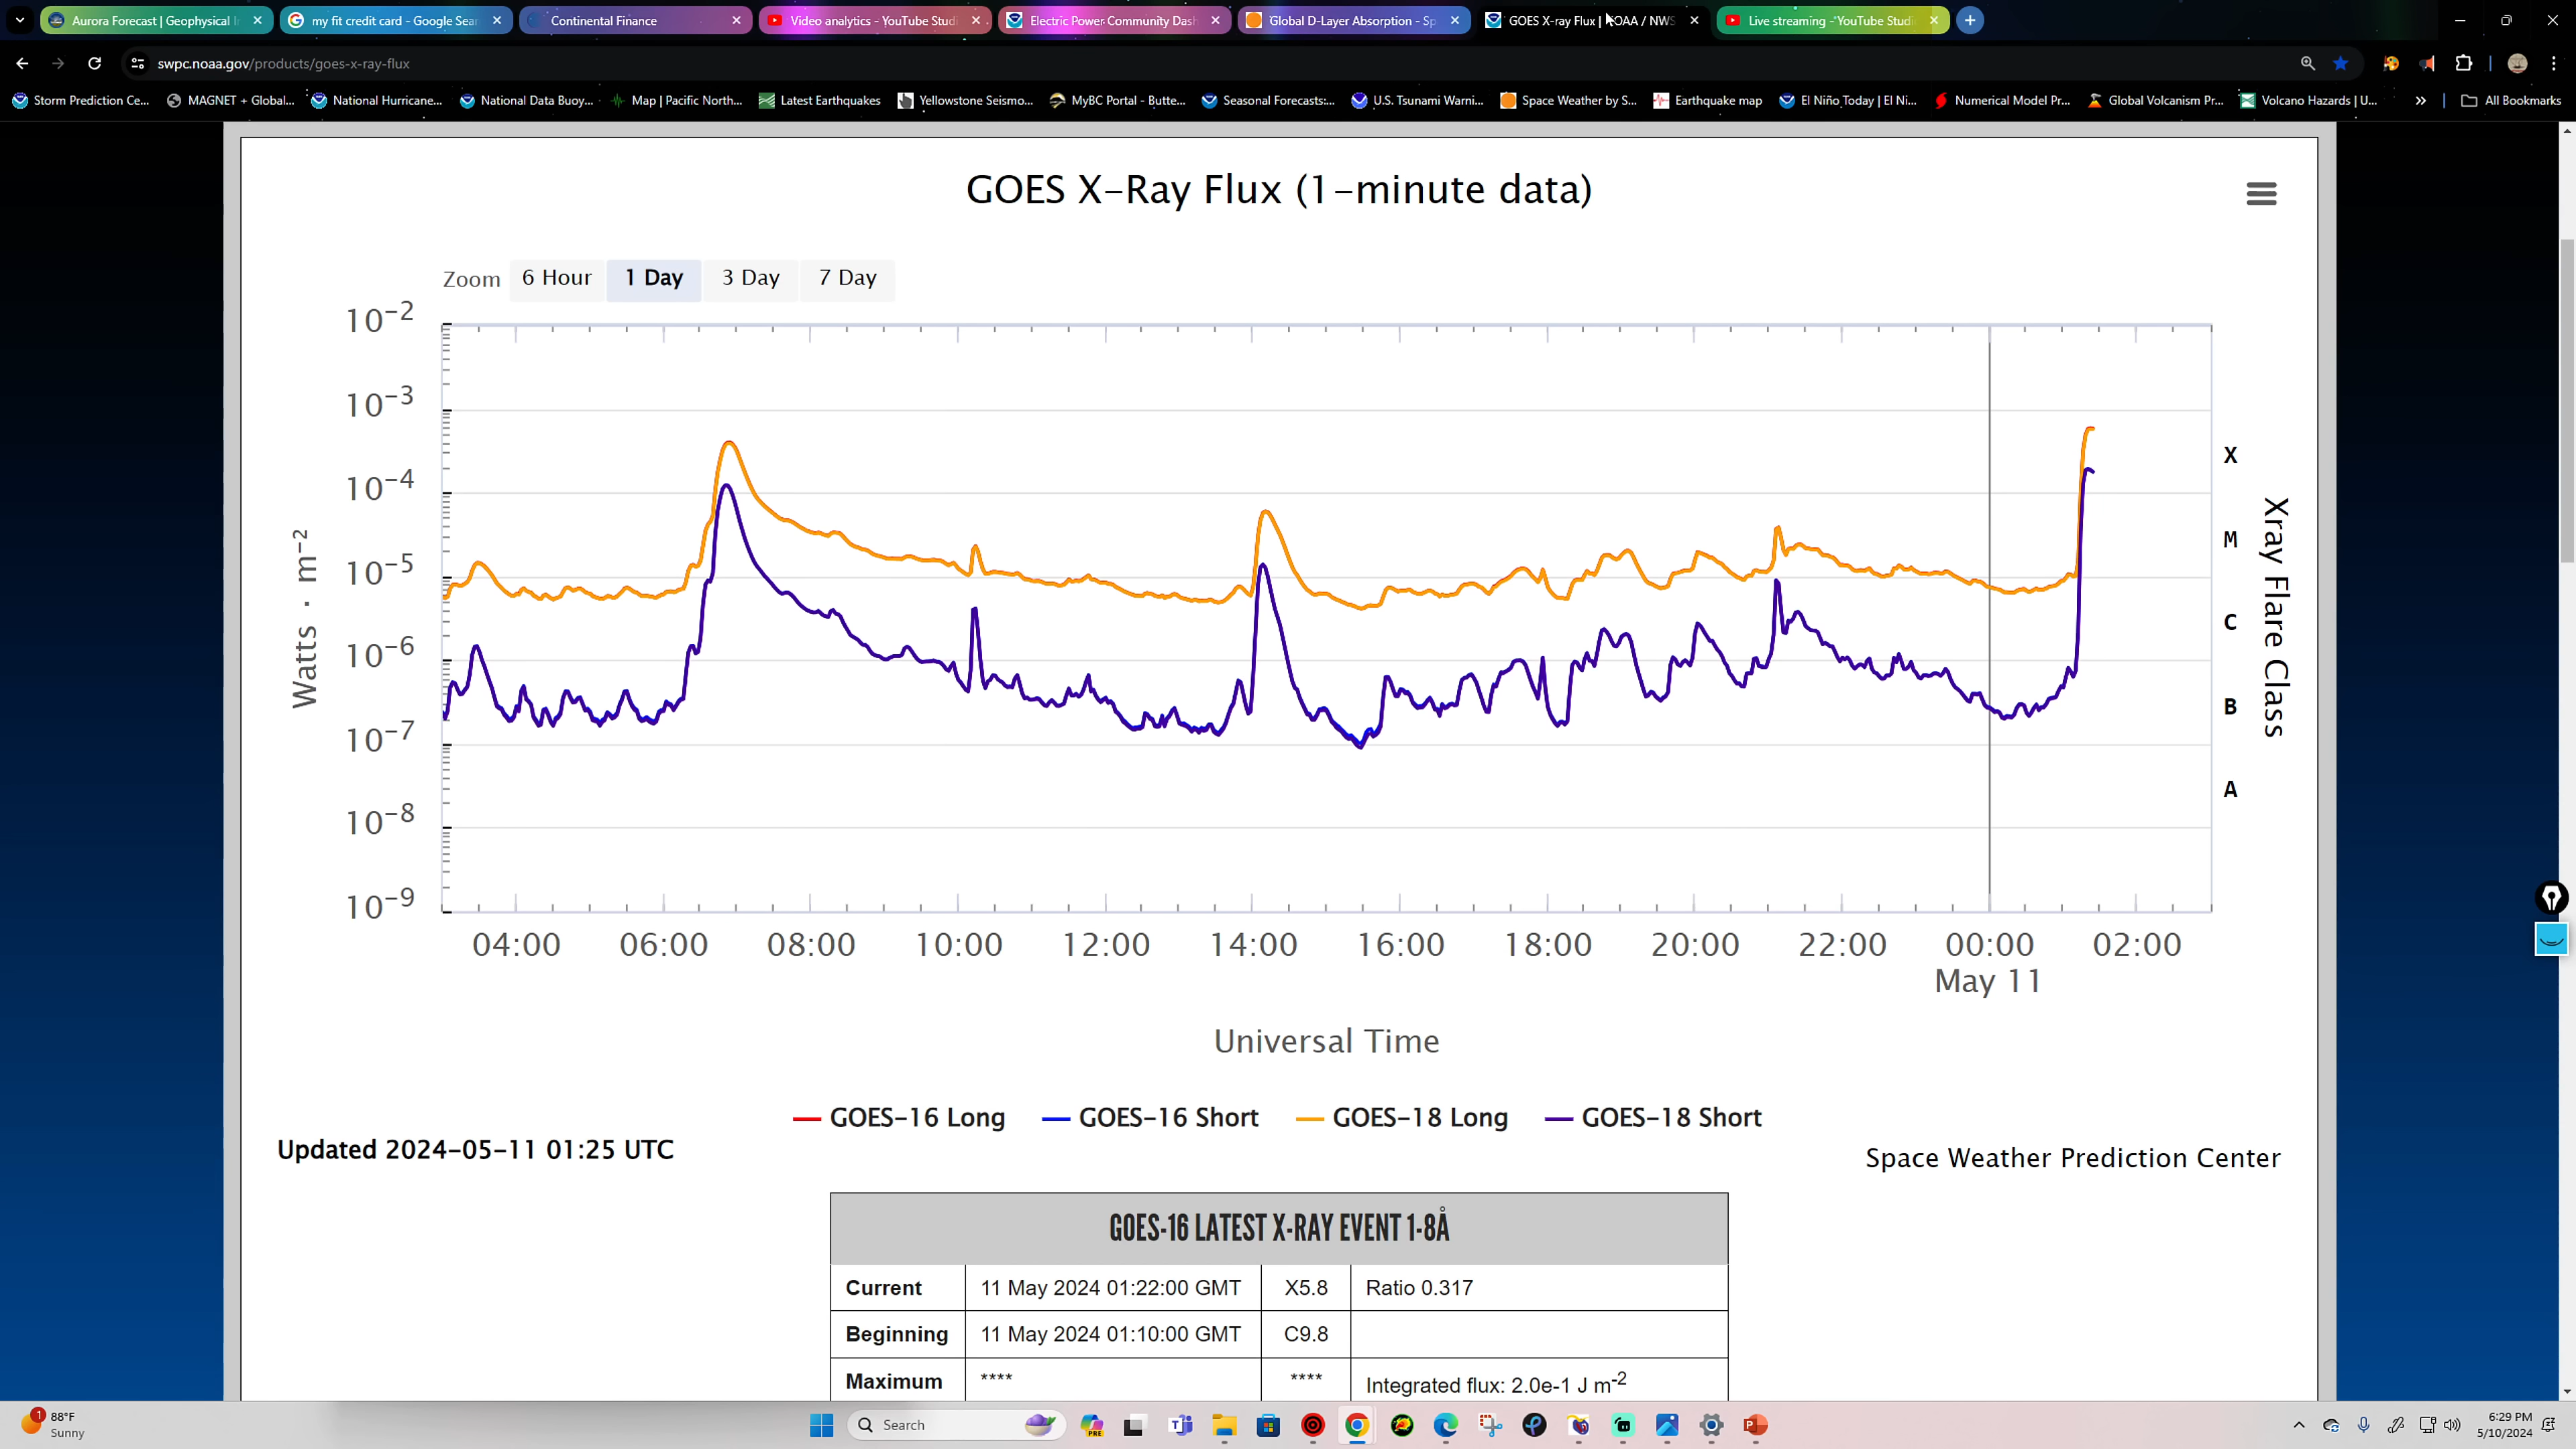 Aurora Forecast | Geophysical I
my fit credit card - Google Sear
Continental Finance
Video analytics - YouTube Studi
Electric Power Community Dash
Global D-Layer Absorption - Sp
GOES X-ray Flux | NOAA / NWS
Live streaming - YouTube Studi
swpc.noaa.gov/products/goes-x-ray-flux
Storm Prediction Ce...
MAGNET + Global...
National Hurricane...
National Data Buoy...
Map | Pacific North...
Latest Earthquakes
Yellowstone Seismo...
MyBC Portal - Butte...
Seasonal Forecasts:...
U.S. Tsunami Warni...
Space Weather by S...
Earthquake map
El Niño Today | El Ni...
Numerical Model Pr...
Global Volcanism Pr...
Volcano Hazards | U...
All Bookmarks
GOES X-Ray Flux (1-minute data)
Zoom 6 Hour 1 Day 3 Day 7 Day
10⁻²
10⁻³
10⁻⁴
10⁻⁵
10⁻⁶
10⁻⁷
10⁻⁸
10⁻⁹
Watts · m⁻²
X
M
C
B
A
Xray Flare Class
04:00 06:00 08:00 10:00 12:00 14:00 16:00 18:00 20:00 22:00 00:00 02:00
May 11
Universal Time
GOES-16 Long GOES-16 Short GOES-18 Long GOES-18 Short
Updated 2024-05-11 01:25 UTC
Space Weather Prediction Center
GOES-16 LATEST X-RAY EVENT 1-8Å
Current 11 May 2024 01:22:00 GMT X5.8 Ratio 0.317
Beginning 11 May 2024 01:10:00 GMT C9.8
Maximum **** **** Integrated flux: 2.0e-1 J m⁻²
1
88°F
Sunny
Search
PRE
6:29 PM
5/10/2024